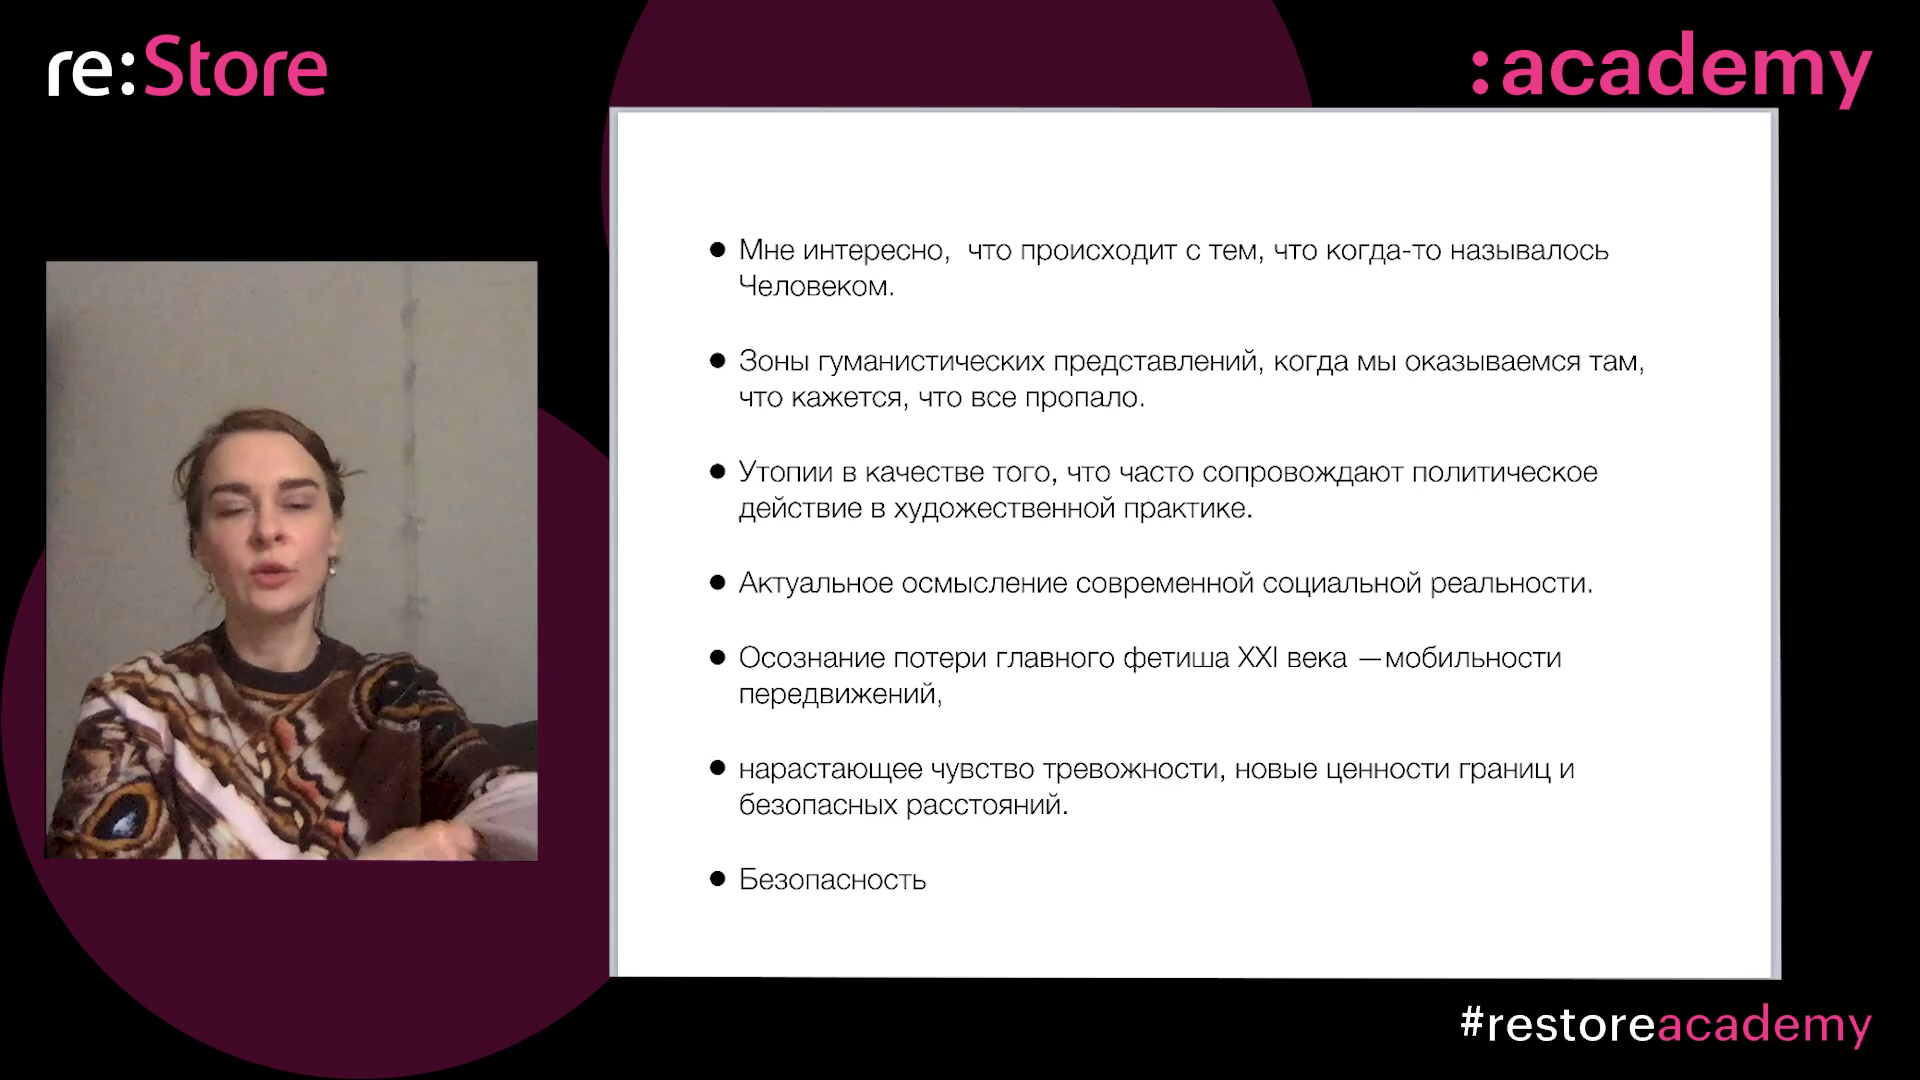 re:Store
:academy
● Мне интересно,  что происходит с тем, что когда-то называлось
Человеком.
● Зоны гуманистических представлений, когда мы оказываемся там,
что кажется, что все пропало.
● Утопии в качестве того, что часто сопровождают политическое
действие в художественной практике.
● Актуальное осмысление современной социальной реальности.
● Осознание потери главного фетиша XXI века —мобильности
передвижений,
● нарастающее чувство тревожности, новые ценности границ и
безопасных расстояний.
● Безопасность
#restoreacademy